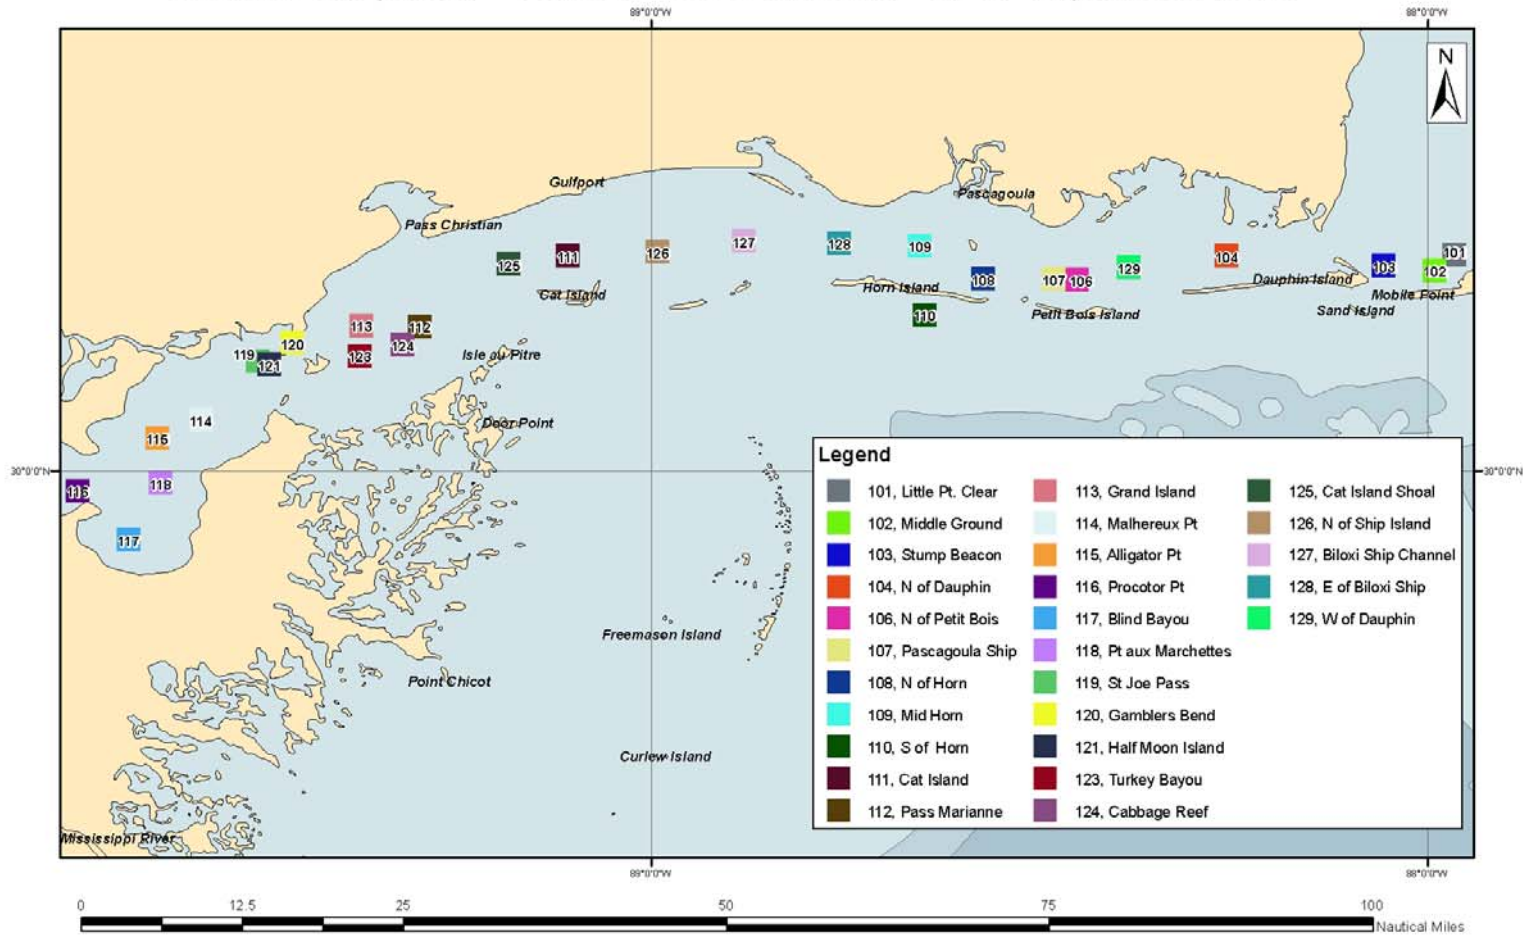 89°0'0"W 88°0'0"W
N
Gulfport
Pascagoula
Pass Christian
127 128 109
125 111 126 104 101
129 103 102
108 107 106
Dauphin Island
Cat Island Horn Island Mobile Point
110 Petit Bois Island Sand Island
113 112
120 124
119 121 123 Isle au Pitre
114 Door Point
115
30°0'0"N 30°0'0"N
118
116
117
Freemason Island
Point Chicot
Curlew Island
Mississippi River
Legend
101, Little Pt. Clear
102, Middle Ground
103, Stump Beacon
104, N of Dauphin
106, N of Petit Bois
107, Pascagoula Ship
108, N of Horn
109, Mid Horn
110, S of Horn
111, Cat Island
112, Pass Marianne
113, Grand Island
114, Malhereux Pt
115, Alligator Pt
116, Procotor Pt
117, Blind Bayou
118, Pt aux Marchettes
119, St Joe Pass
120, Gamblers Bend
121, Half Moon Island
123, Turkey Bayou
124, Cabbage Reef
125, Cat Island Shoal
126, N of Ship Island
127, Biloxi Ship Channel
128, E of Biloxi Ship
129, W of Dauphin
89°0'0"W 88°0'0"W
0 12.5 25 50 75 100
Nautical Miles